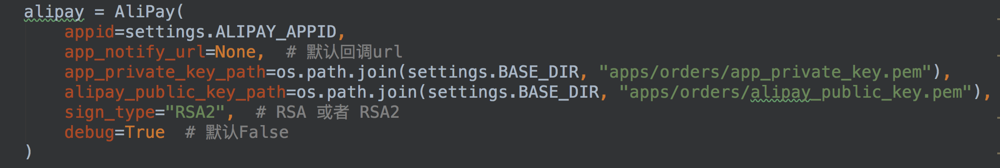 alipay = AliPay(
    appid=settings.ALIPAY_APPID,
    app_notify_url=None,  # 默认回调url
    app_private_key_path=os.path.join(settings.BASE_DIR, "apps/orders/app_private_key.pem"),
    alipay_public_key_path=os.path.join(settings.BASE_DIR, "apps/orders/alipay_public_key.pem"),
    sign_type="RSA2",  # RSA 或者 RSA2
    debug=True  # 默认False
)